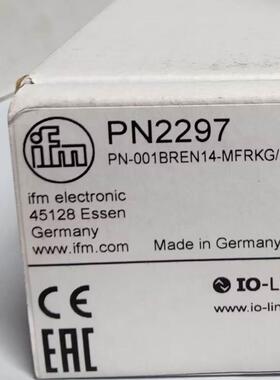 ifm
PN2297
PN-001BREN14-MFRKG/
ifm electronic
45128 Essen
Germany
www.ifm.com
Made in Germany
IO-L
www.io-lin
CE
EAC